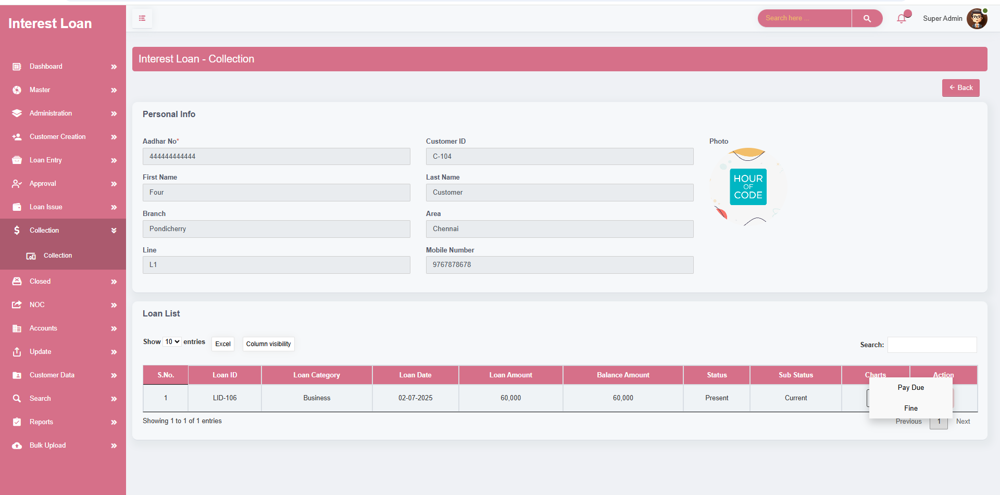 Interest Loan
Search here ...
Super Admin
Dashboard
Master
Administration
Customer Creation
Loan Entry
Approval
Loan Issue
Collection
Collection
Closed
NOC
Accounts
Update
Customer Data
Search
Reports
Bulk Upload
Interest Loan - Collection
Back
Personal Info
Aadhar No*
Customer ID
Photo
444444444444
C-104
HOUR
OF
CODE
First Name
Last Name
Four
Customer
Branch
Area
Pondicherry
Chennai
Line
Mobile Number
L1
9767878678
Loan List
Show 10 entries
Excel
Column visibility
Search:
S.No. Loan ID Loan Category Loan Date Loan Amount Balance Amount Status Sub Status Charts Action
1 LID-106 Business 02-07-2025 60,000 60,000 Present Current
Pay Due
Fine
Showing 1 to 1 of 1 entries
Previous 1 Next